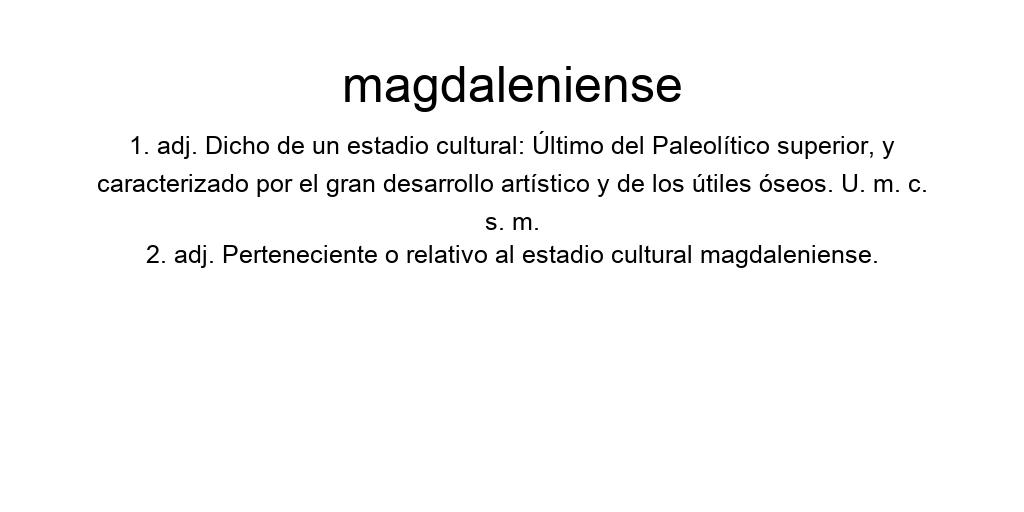 magdaleniense
1. adj. Dicho de un estadio cultural: Último del Paleolítico superior, y
caracterizado por el gran desarrollo artístico y de los útiles óseos. U. m. c.
s. m.
2. adj. Perteneciente o relativo al estadio cultural magdaleniense.